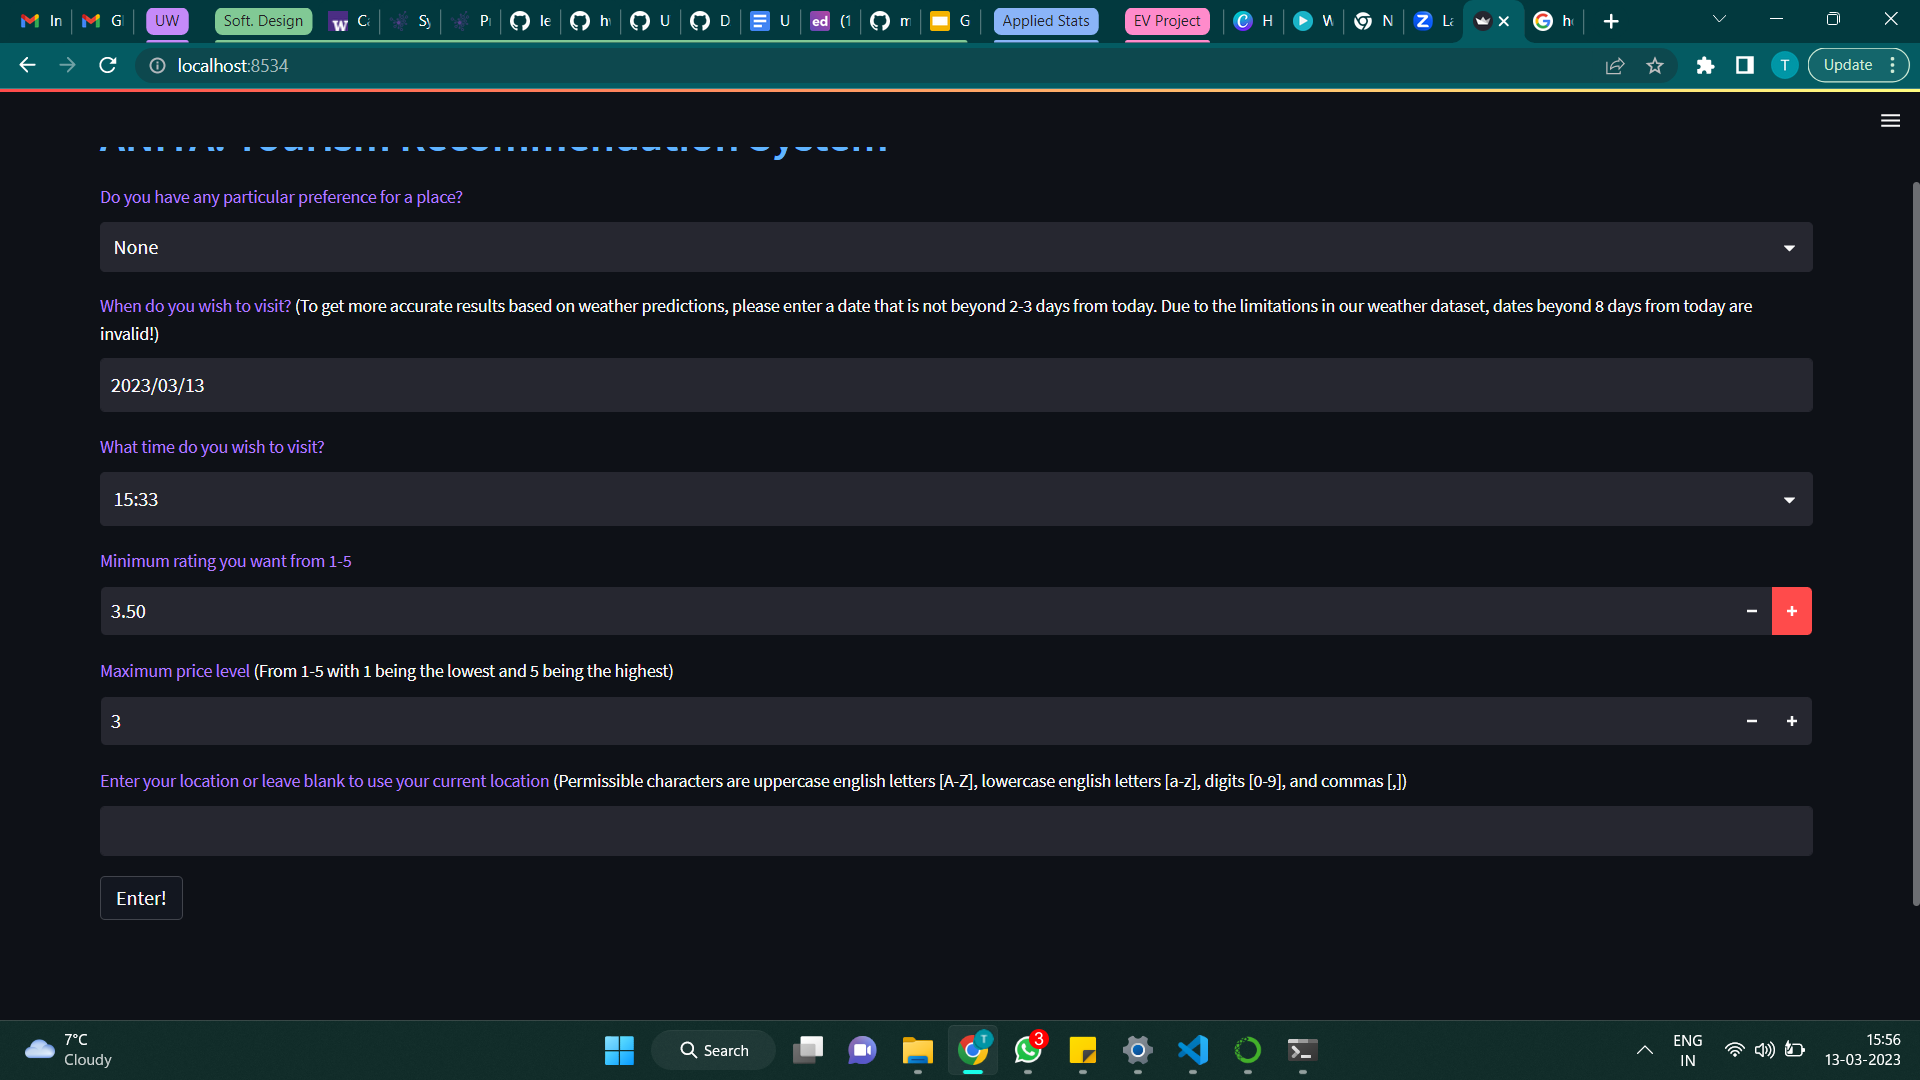 In
G
UW
Soft. Design
Ca
Sy
P
le
h
U
D
U
(1
m
G
Applied Stats
EV Project
H
W
N
La
h
localhost:8534
T
Update
Tourism Recommendation System
Do you have any particular preference for a place?
None
When do you wish to visit? (To get more accurate results based on weather predictions, please enter a date that is not beyond 2-3 days from today. Due to the limitations in our weather dataset, dates beyond 8 days from today are
invalid!)
2023/03/13
What time do you wish to visit?
15:33
Minimum rating you want from 1-5
3.50
Maximum price level (From 1-5 with 1 being the lowest and 5 being the highest)
3
Enter your location or leave blank to use your current location (Permissible characters are uppercase english letters [A-Z], lowercase english letters [a-z], digits [0-9], and commas [,])
Enter!
7°C
Cloudy
Search
T
3
ENG
IN
15:56
13-03-2023